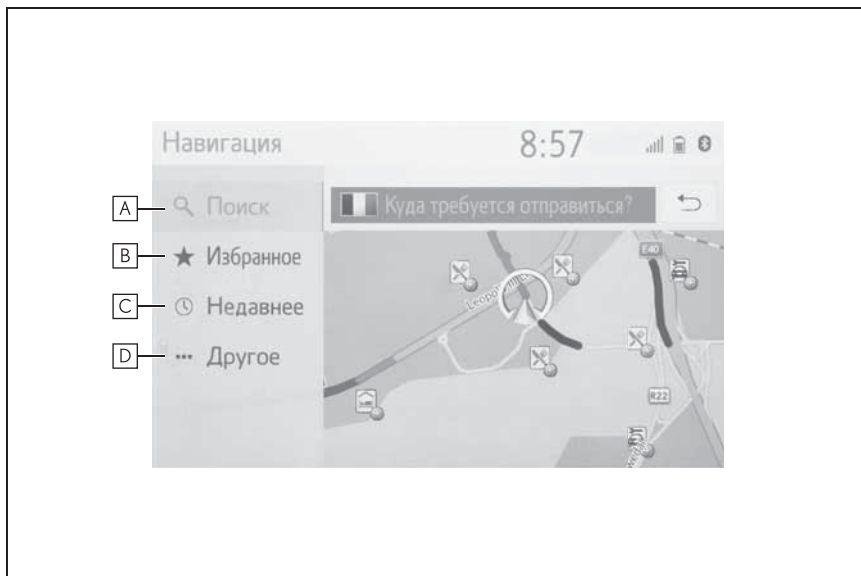 Навигация 8:57
A Поиск Куда требуется отправиться?
B Избранное
C Недавнее
D Другое
E40
R22